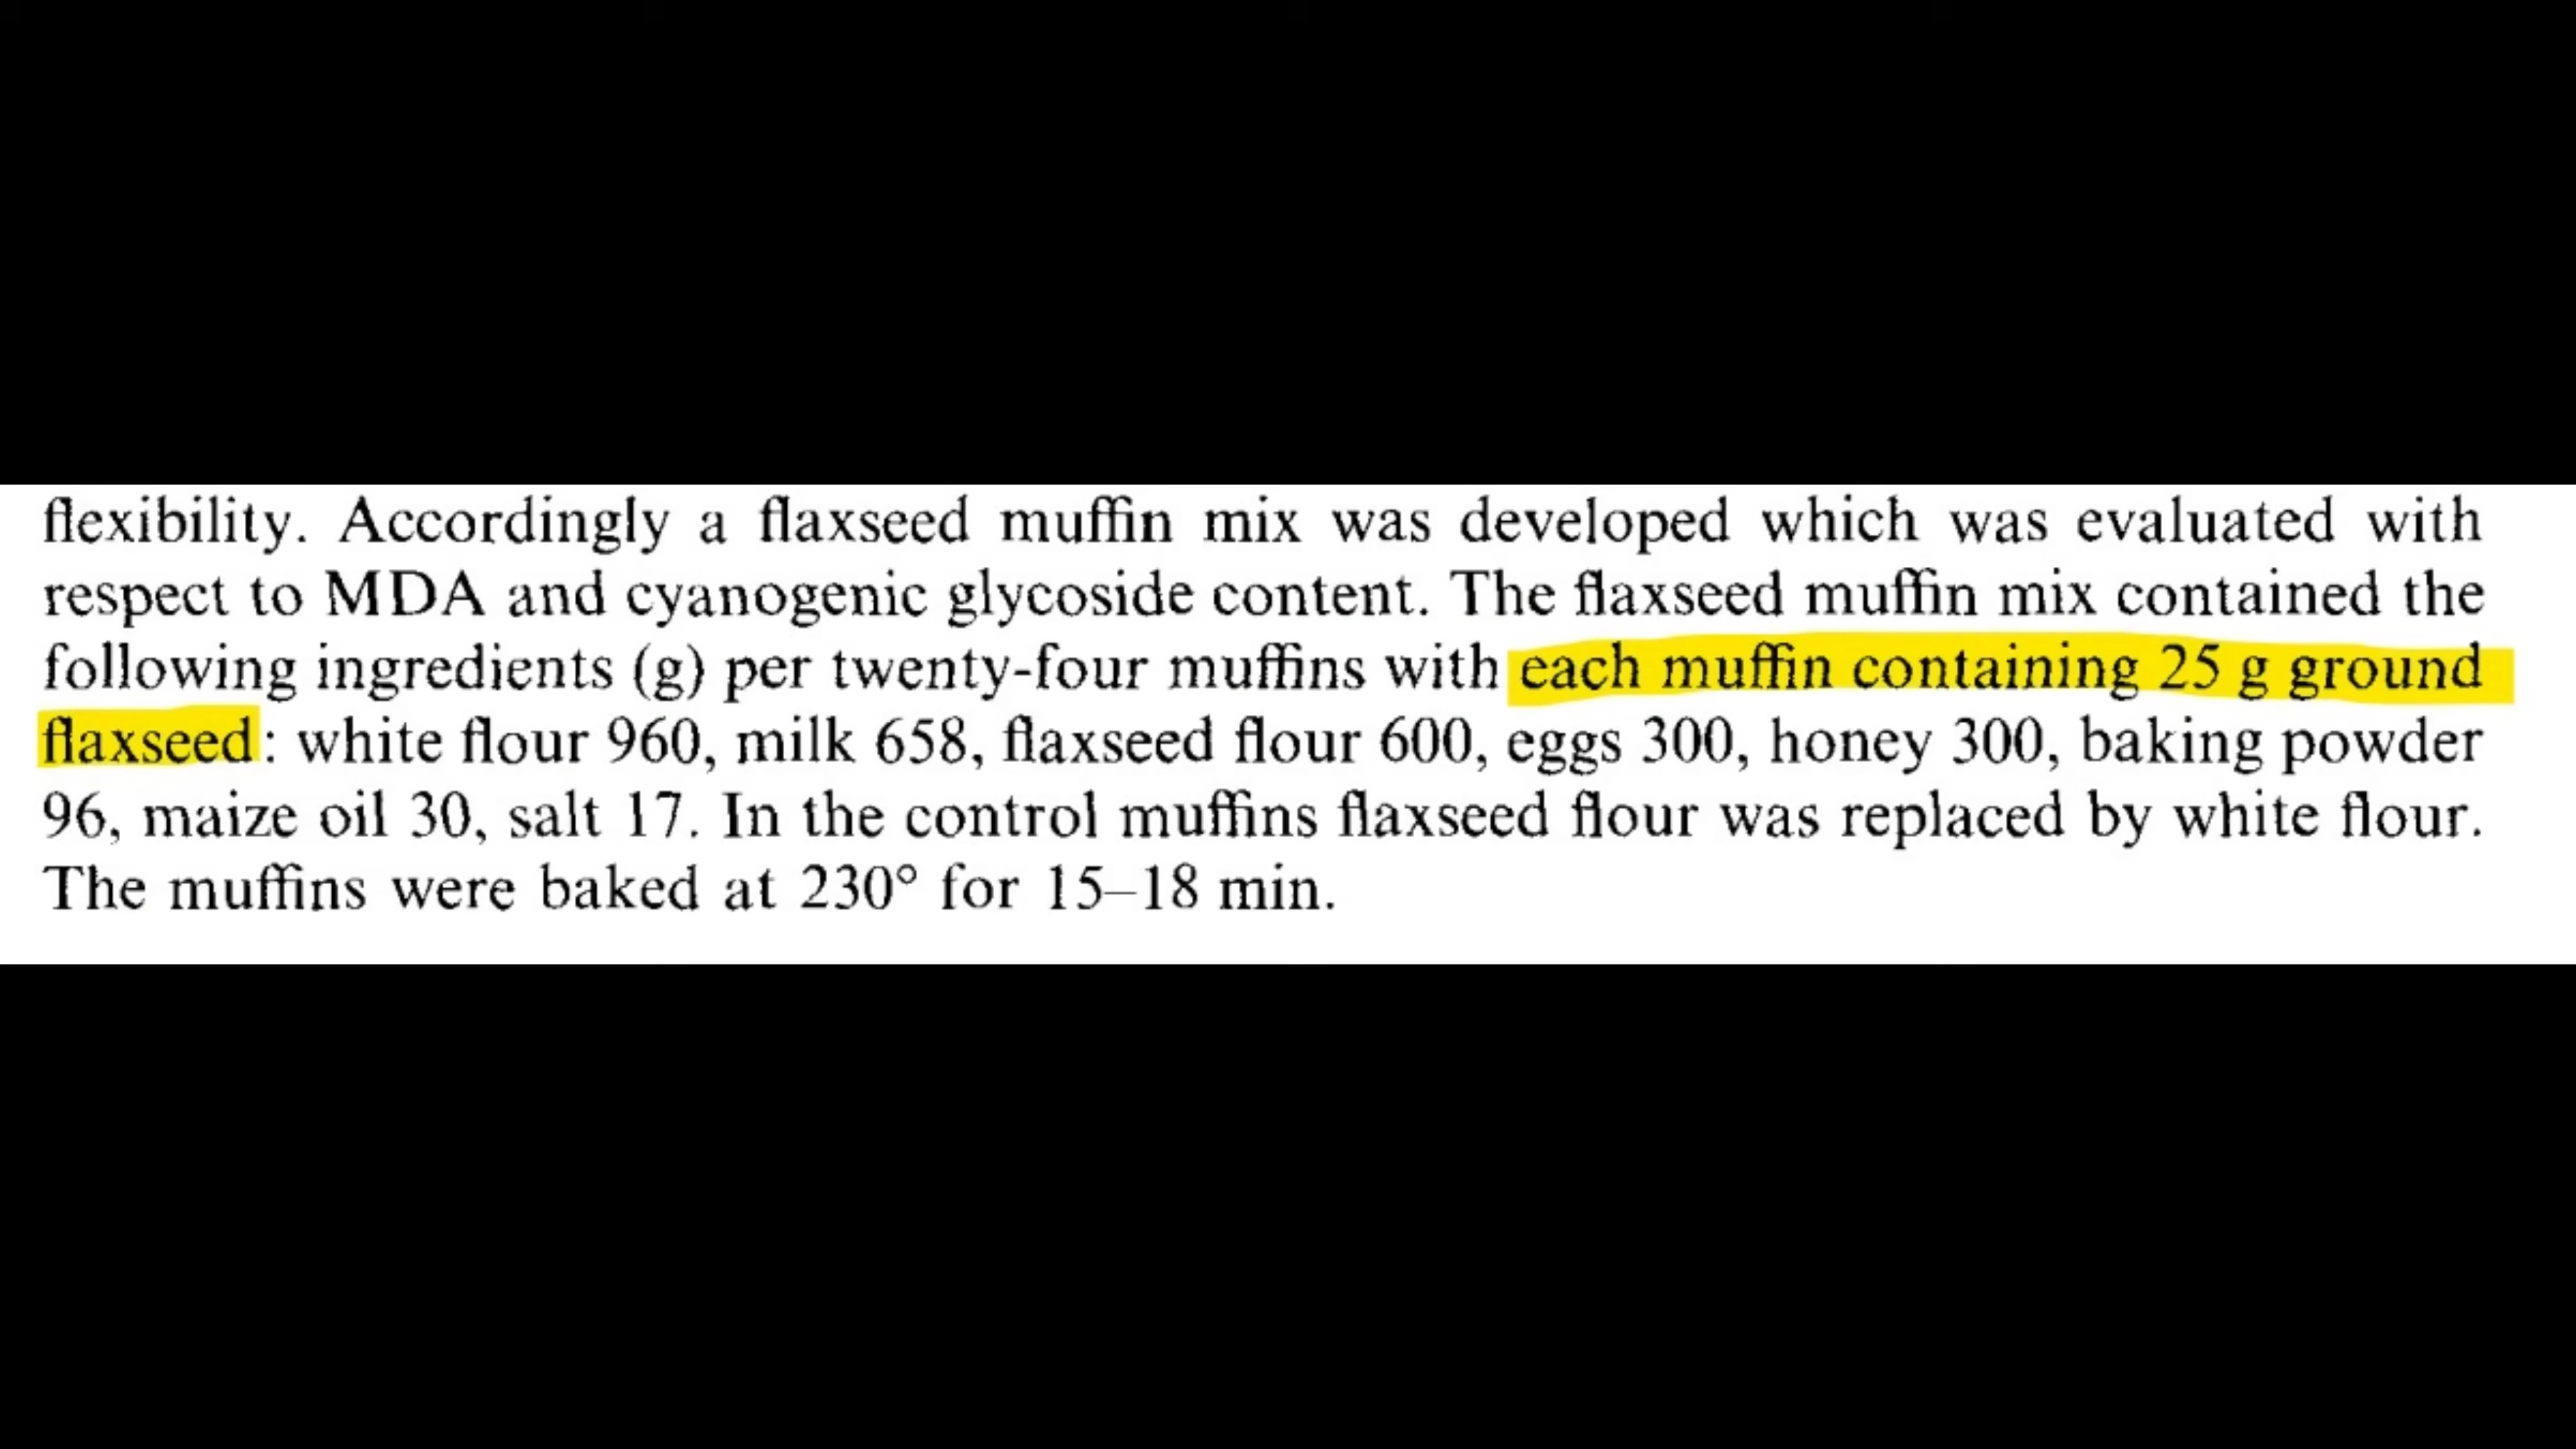 flexibility. Accordingly a flaxseed muffin mix was developed which was evaluated with
respect to MDA and cyanogenic glycoside content. The flaxseed muffin mix contained the
following ingredients (g) per twenty-four muffins with each muffin containing 25 g ground
flaxseed: white flour 960, milk 658, flaxseed flour 600, eggs 300, honey 300, baking powder
96, maize oil 30, salt 17. In the control muffins flaxseed flour was replaced by white flour.
The muffins were baked at 230° for 15–18 min.